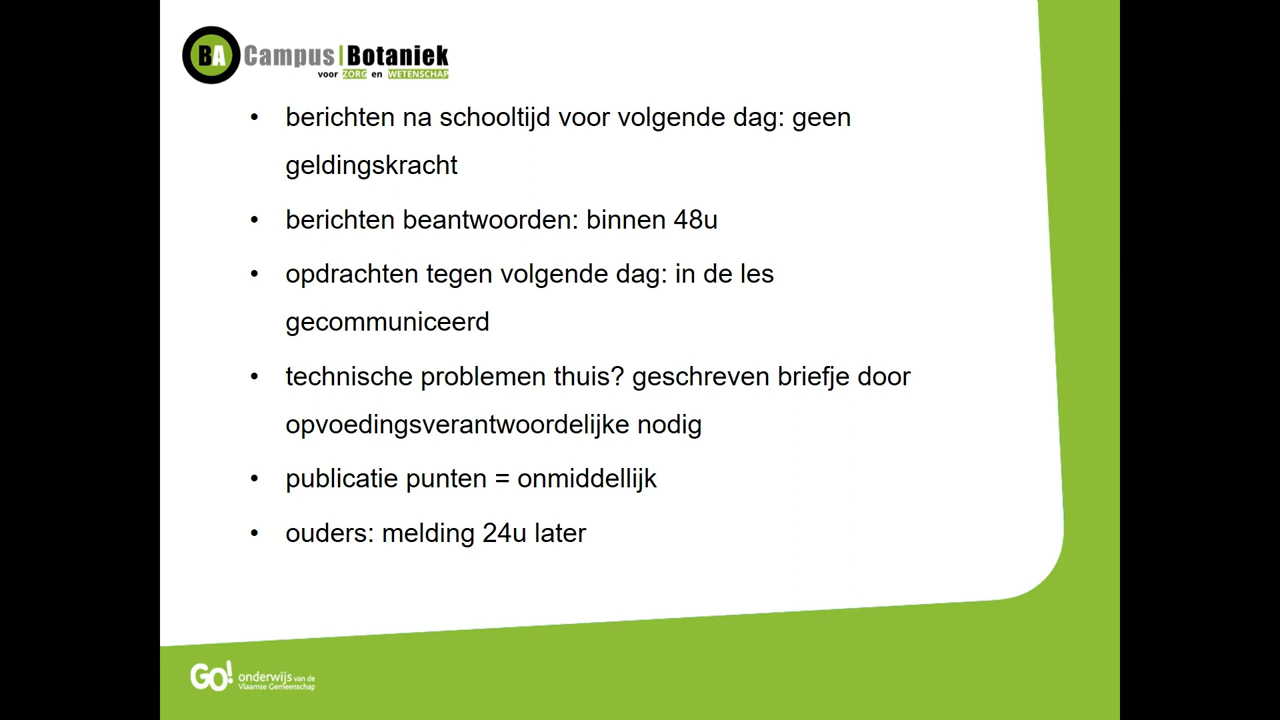 BA Campus|Botaniek
voor ZORG en WETENSCHAP
• berichten na schooltijd voor volgende dag: geen
geldingskracht
• berichten beantwoorden: binnen 48u
• opdrachten tegen volgende dag: in de les
gecommuniceerd
• technische problemen thuis? geschreven briefje door
opvoedingsverantwoordelijke nodig
• publicatie punten = onmiddellijk
• ouders: melding 24u later
GO! onderwijs van de
Vlaamse Gemeenschap